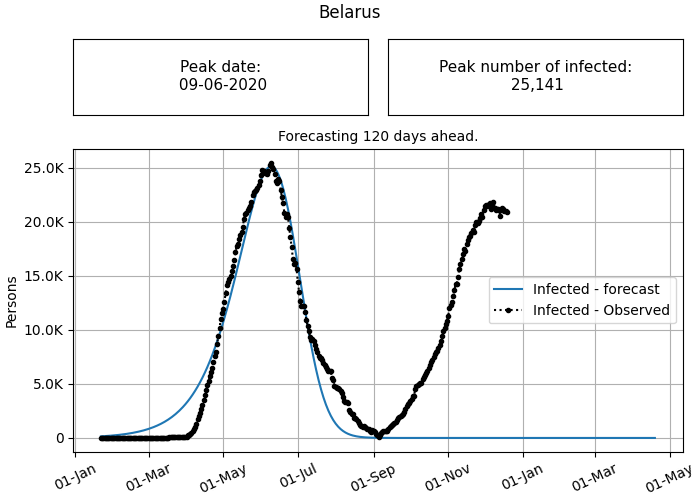 Belarus
Peak date:
09-06-2020
Peak number of infected:
25,141
Forecasting 120 days ahead.
25.0K
20.0K
15.0K
10.0K
5.0K
0
Persons
Infected - forecast
Infected - Observed
01-Jan
01-Mar
01-May
01-Jul
01-Sep
01-Nov
01-Jan
01-Mar
01-May